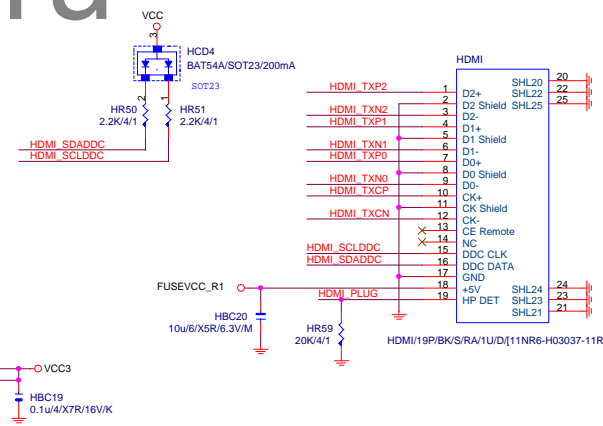 VCC
3
HCD4
BAT54A/SOT23/200mA
SOT23
2
1
HR50
2.2K/4/1
HR51
2.2K/4/1
HDMI_SDADDC
HDMI_SCLDDC
HDMI
HDMI_TXP2 1 D2+ SHL20 20
2 D2 Shield SHL22 22
HDMI_TXN2 3 D2- SHL25 25
HDMI_TXP1 4 D1+
5 D1 Shield
HDMI_TXN1 6 D1-
HDMI_TXP0 7 D0+
8 D0 Shield
HDMI_TXN0 9 D0-
HDMI_TXCP 10 CK+
11 CK Shield
HDMI_TXCN 12 CK-
13 CE Remote
14 NC
HDMI_SCLDDC 15 DDC CLK
HDMI_SDADDC 16 DDC DATA
17 GND
FUSEVCC_R1 18 +5V SHL24 24
HDMI_PLUG 19 HP DET SHL23 23
SHL21 21
HBC20
10u/6/X5R/6.3V/M
HR59
20K/4/1
HDMI/19P/BK/S/RA/1U/D/[11NR6-H03037-11R
VCC3
HBC19
0.1u/4/X7R/16V/K